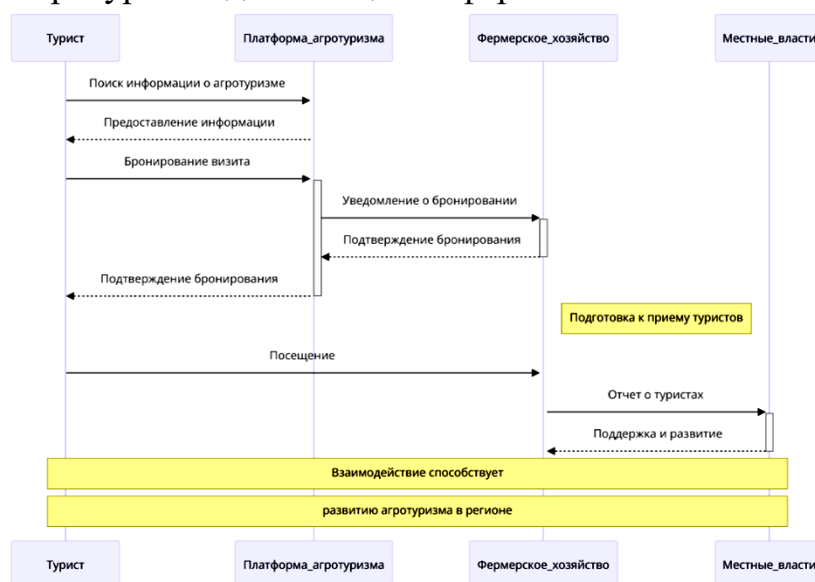 Турист
Платформа_агротуризма
Фермерское_хозяйство
Местные_власти
Поиск информации о агротуризме
Предоставление информации
Бронирование визита
Уведомление о бронировании
Подтверждение бронирования
Подтверждение бронирования
Подготовка к приему туристов
Посещение
Отчет о туристах
Поддержка и развитие
Взаимодействие способствует
развитию агротуризма в регионе
Турист
Платформа_агротуризма
Фермерское_хозяйство
Местные_власти